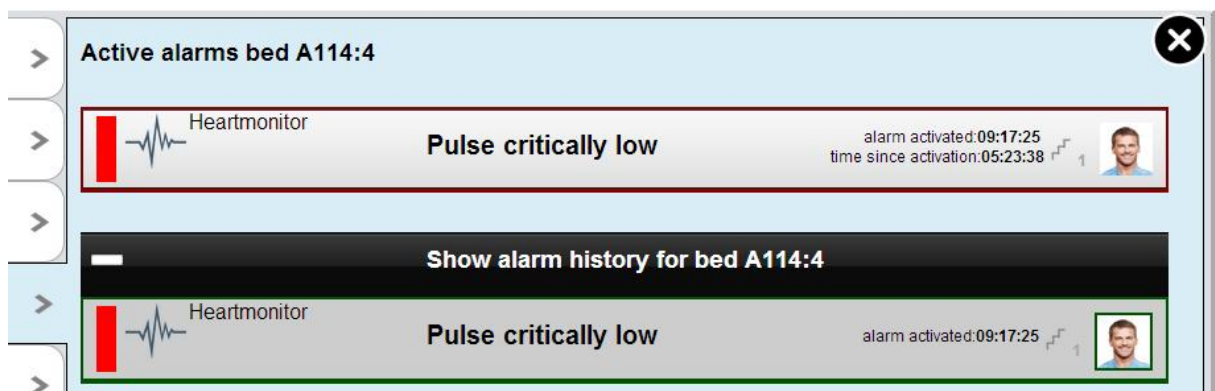 Active alarms bed A114:4
Heartmonitor
Pulse critically low
alarm activated:09:17:25
time since activation:05:23:38
1
Show alarm history for bed A114:4
Heartmonitor
Pulse critically low
alarm activated:09:17:25
1